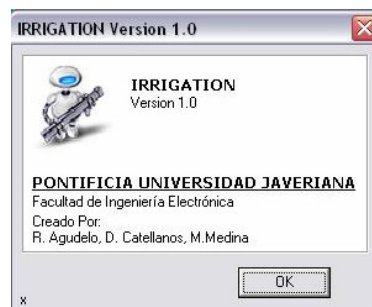 IRRIGATION Version 1.0
IRRIGATION
Version 1.0
PONTIFICIA UNIVERSIDAD JAVERIANA
Facultad de Ingeniería Electrónica
Creado Por:
R. Agudelo, D. Catellanos, M.Medina
OK
x